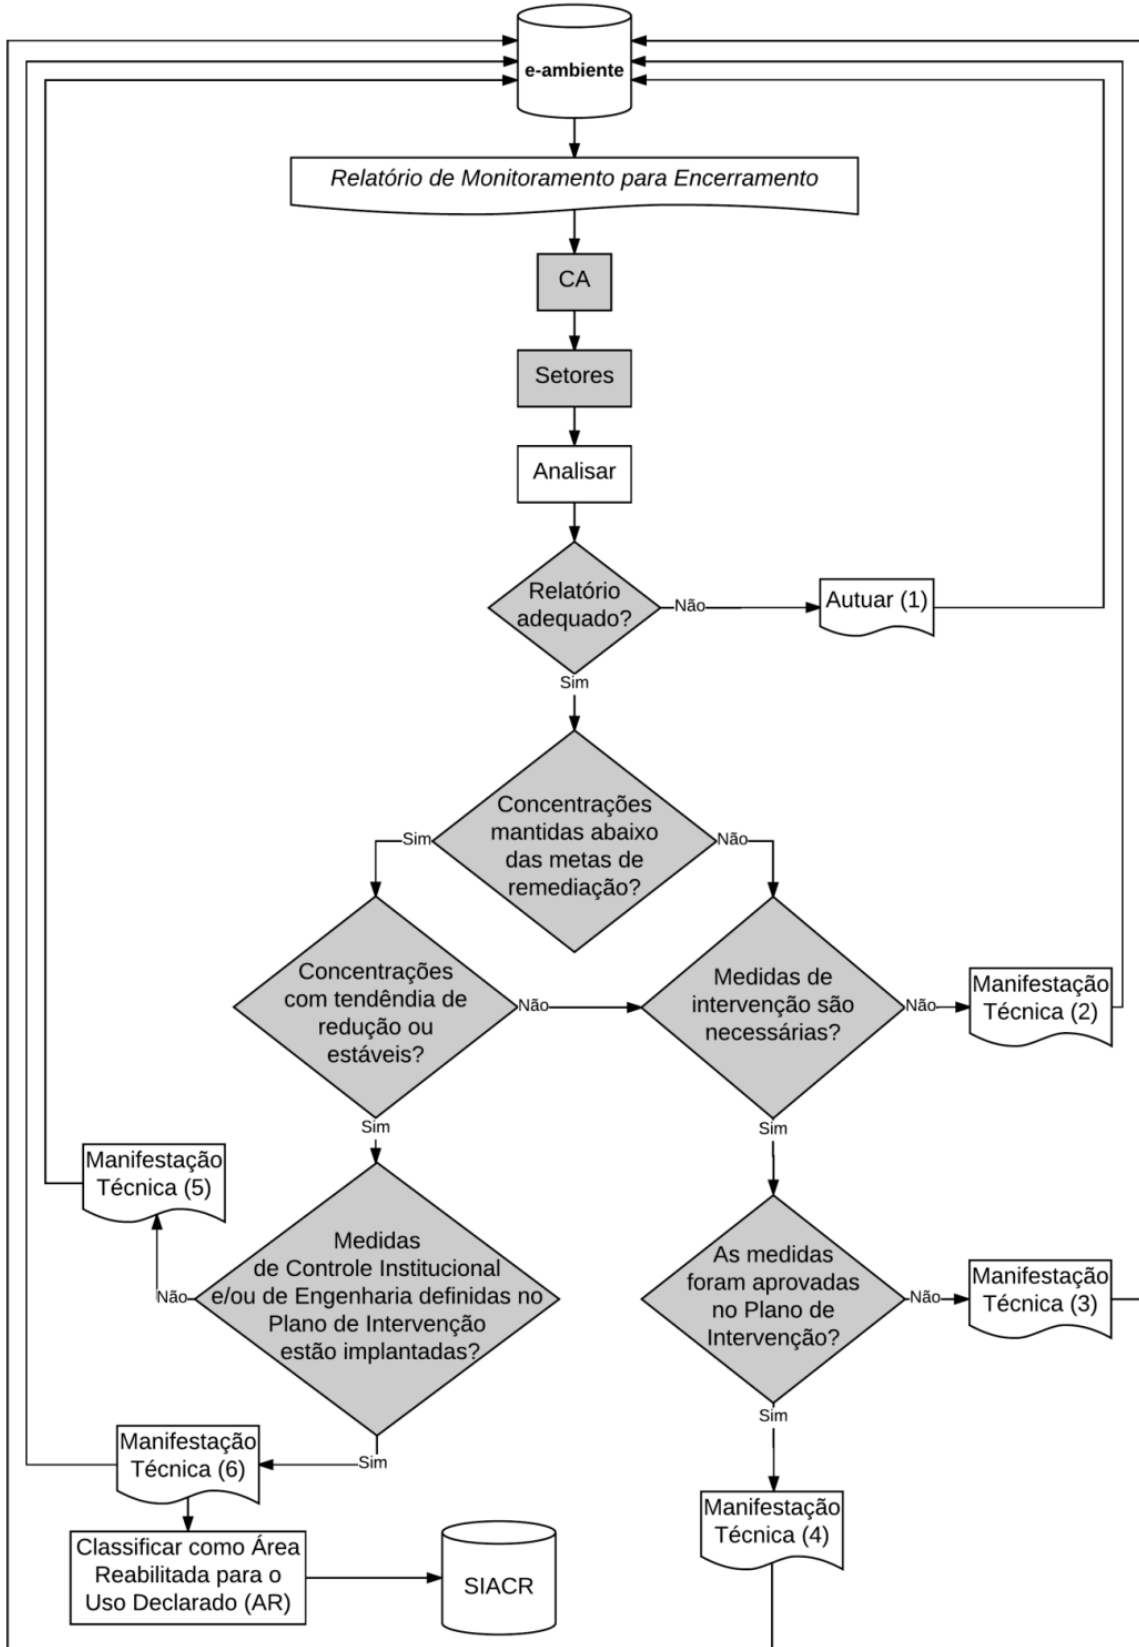 e-ambiente
Relatório de Monitoramento para Encerramento
CA
Setores
Analisar
Relatório
adequado?
Não
Autuar (1)
Sim
Concentrações
mantidas abaixo
das metas de
remediação?
Sim
Não
Concentrações
com tendêndia de
redução ou
estáveis?
Não
Medidas de
intervenção são
necessárias?
Não
Manifestação
Técnica (2)
Sim
Sim
Manifestação
Técnica (5)
Não
Medidas
de Controle Institucional
e/ou de Engenharia definidas no
Plano de Intervenção
estão implantadas?
As medidas
foram aprovadas
no Plano de
Intervenção?
Não
Manifestação
Técnica (3)
Sim
Sim
Manifestação
Técnica (6)
Manifestação
Técnica (4)
Classificar como Área
Reabilitada para o
Uso Declarado (AR)
SIACR